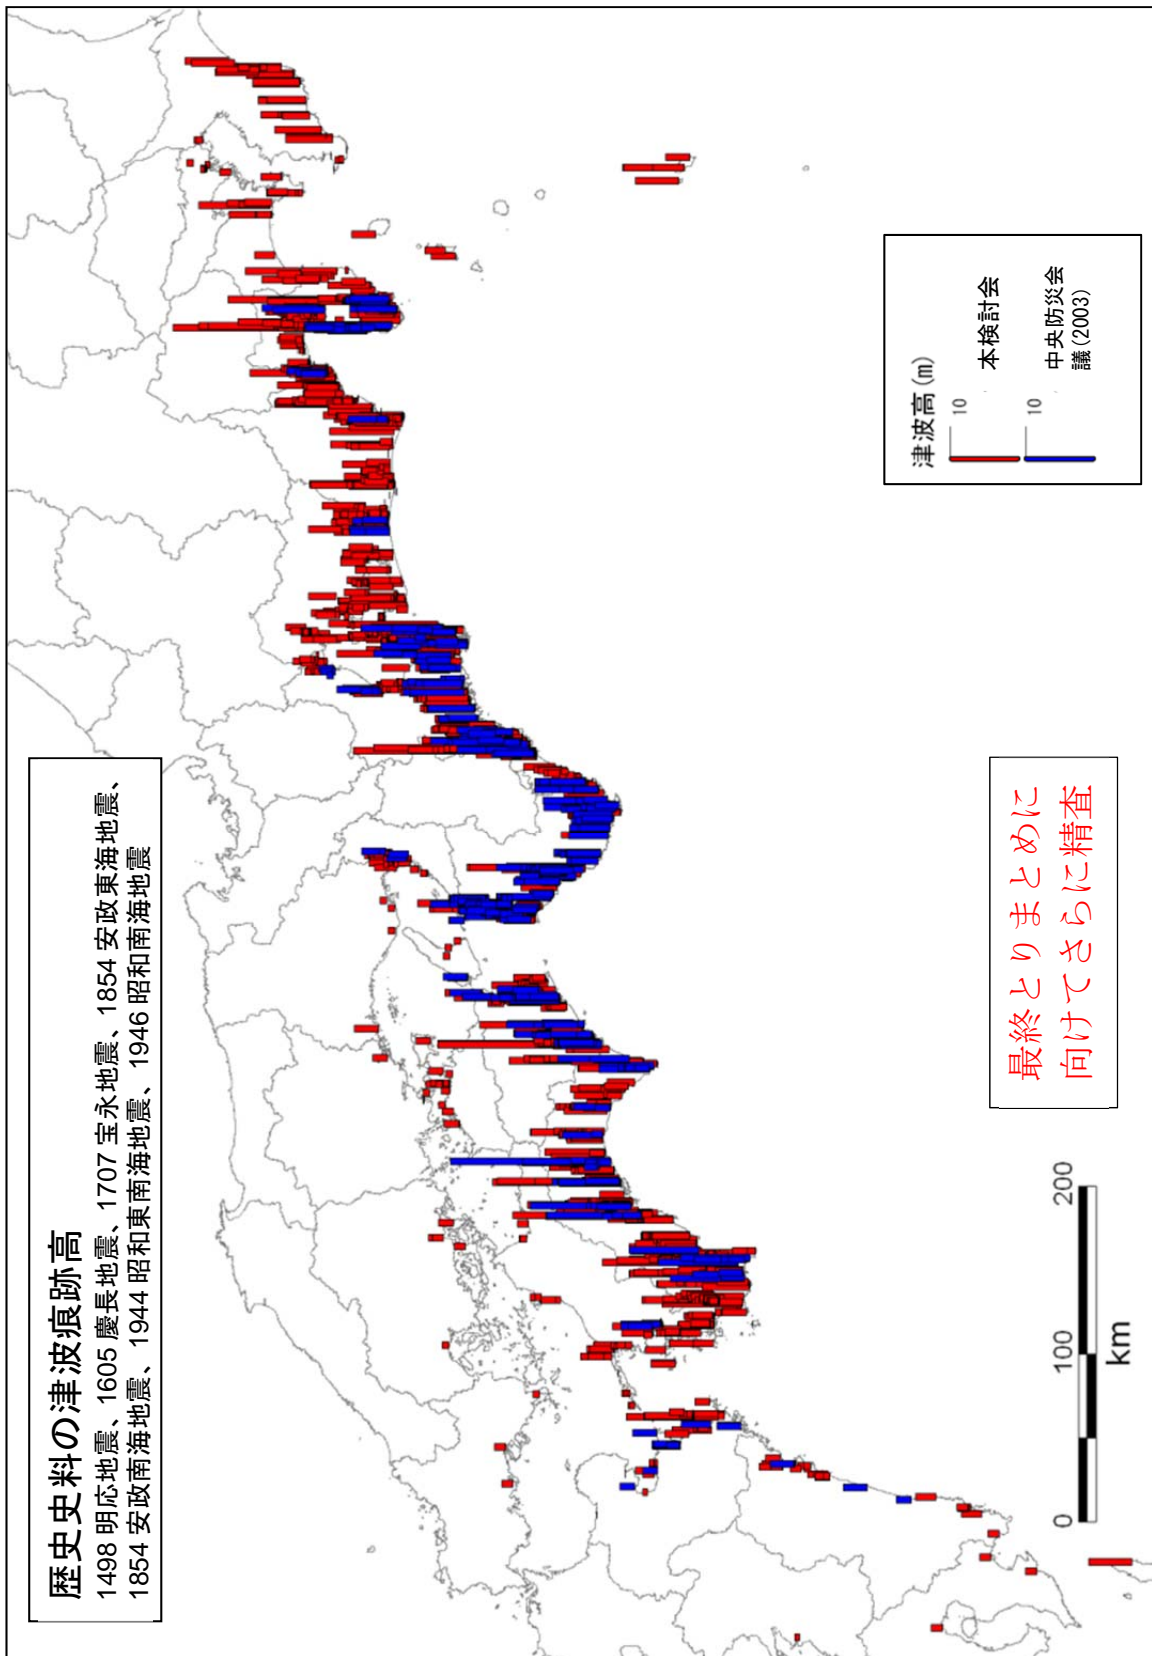 歴史史料の津波痕跡高
1498 明応地震、1605 慶長地震、1707 宝永地震、1854 安政東海地震、
1854 安政南海地震、1944 昭和東南海地震、1946 昭和南海地震
津波高(m)
10
本検討会
10
中央防災会
議(2003)
最終とりまとめに
向けてさらに精査
0
100
200
km